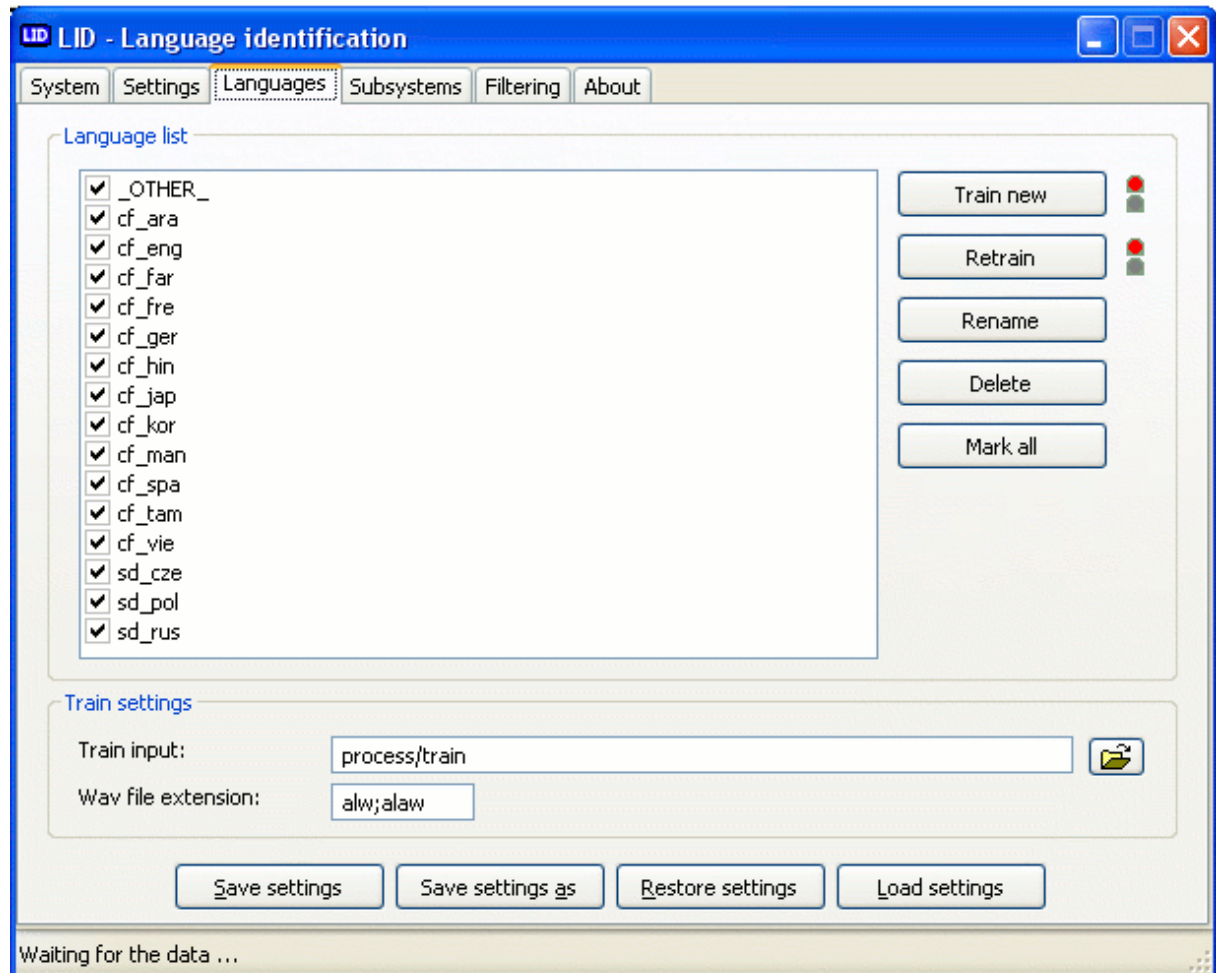 LID LID - Language identification
System Settings Languages Subsystems Filtering About
Language list
_OTHER_
cf_ara
cf_eng
cf_far
cf_fre
cf_ger
cf_hin
cf_jap
cf_kor
cf_man
cf_spa
cf_tam
cf_vie
sd_cze
sd_pol
sd_rus
Train new
Retrain
Rename
Delete
Mark all
Train settings
Train input: process/train
Wav file extension: alw;alaw
Save settings Save settings as Restore settings Load settings
Waiting for the data ...